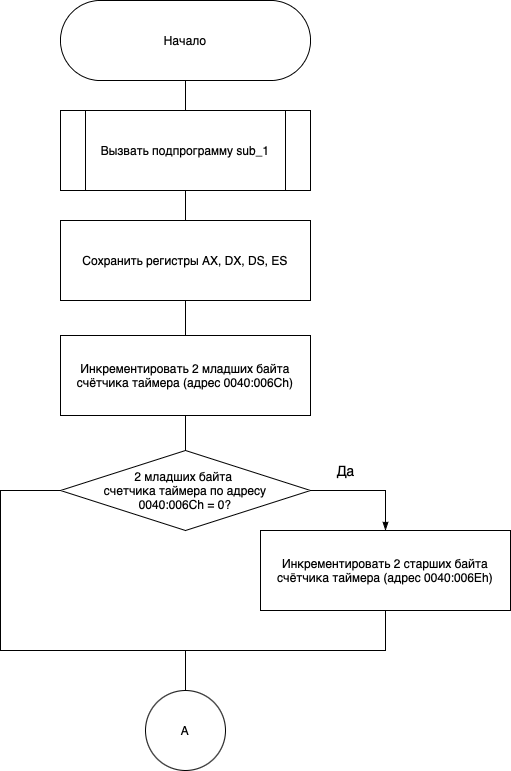 Начало
Вызвать подпрограмму sub_1
Сохранить регистры AX, DX, DS, ES
Инкрементировать 2 младших байта
счётчика таймера (адрес 0040:006Ch)
2 младших байта
счетчика таймера по адресу
0040:006Ch = 0?
Да
Инкрементировать 2 старших байта
счётчика таймера (адрес 0040:006Eh)
A